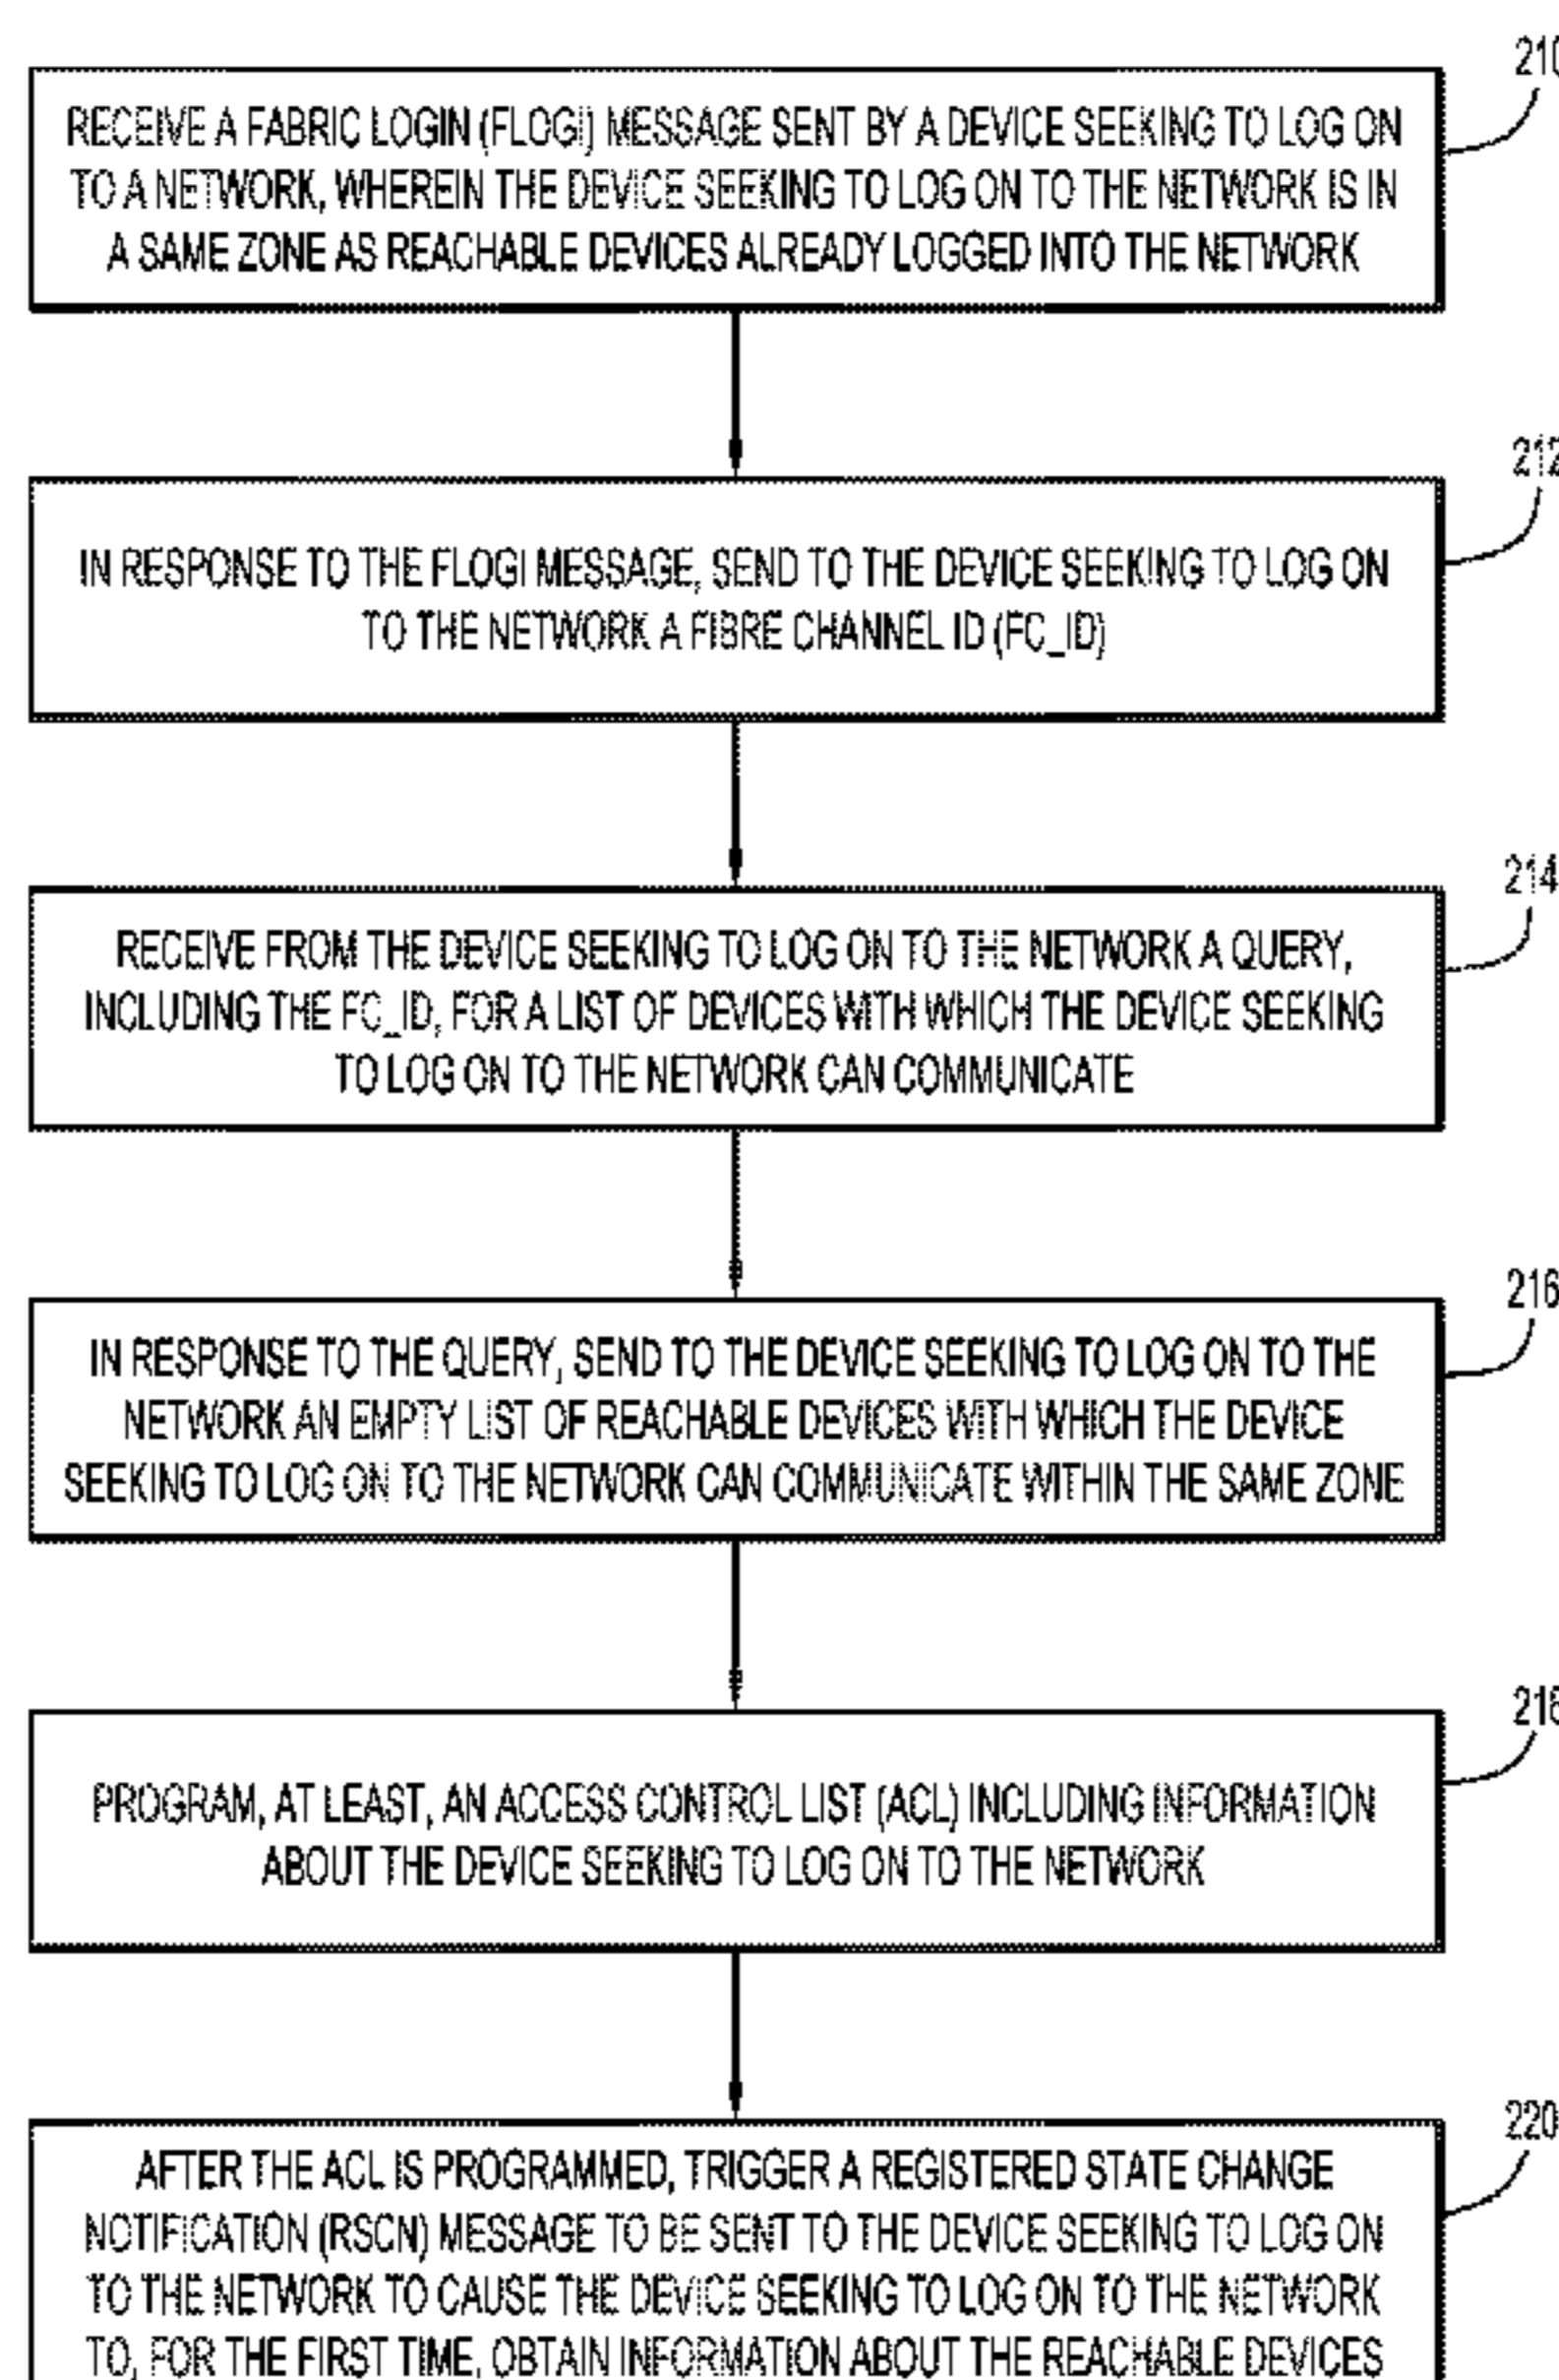 210
RECEIVE A FABRIC LOGIN (FLOGI) MESSAGE SENT BY A DEVICE SEEKING TO LOG ON
TO A NETWORK, WHEREIN THE DEVICE SEEKING TO LOG ON TO THE NETWORK IS IN
A SAME ZONE AS REACHABLE DEVICES ALREADY LOGGED INTO THE NETWORK
212
IN RESPONSE TO THE FLOGI MESSAGE, SEND TO THE DEVICE SEEKING TO LOG ON
TO THE NETWORK A FIBRE CHANNEL ID (FC_ID)
214
RECEIVE FROM THE DEVICE SEEKING TO LOG ON TO THE NETWORK A QUERY,
INCLUDING THE FC_ID, FOR A LIST OF DEVICES WITH WHICH THE DEVICE SEEKING
TO LOG ON TO THE NETWORK CAN COMMUNICATE
216
IN RESPONSE TO THE QUERY, SEND TO THE DEVICE SEEKING TO LOG ON TO THE
NETWORK AN EMPTY LIST OF REACHABLE DEVICES WITH WHICH THE DEVICE
SEEKING TO LOG ON TO THE NETWORK CAN COMMUNICATE WITHIN THE SAME ZONE
PROGRAM, AT LEAST, AN ACCESS CONTROL LIST (ACL) INCLUDING INFORMATION
ABOUT THE DEVICE SEEKING TO LOG ON TO THE NETWORK
220
AFTER THE ACL IS PROGRAMMED, TRIGGER A REGISTERED STATE CHANGE
NOTIFICATION (RSCN) MESSAGE TO BE SENT TO THE DEVICE SEEKING TO LOG ON
TO THE NETWORK TO CAUSE THE DEVICE SEEKING TO LOG ON TO THE NETWORK
TO, FOR THE FIRST TIME, OBTAIN INFORMATION ABOUT THE REACHABLE DEVICES